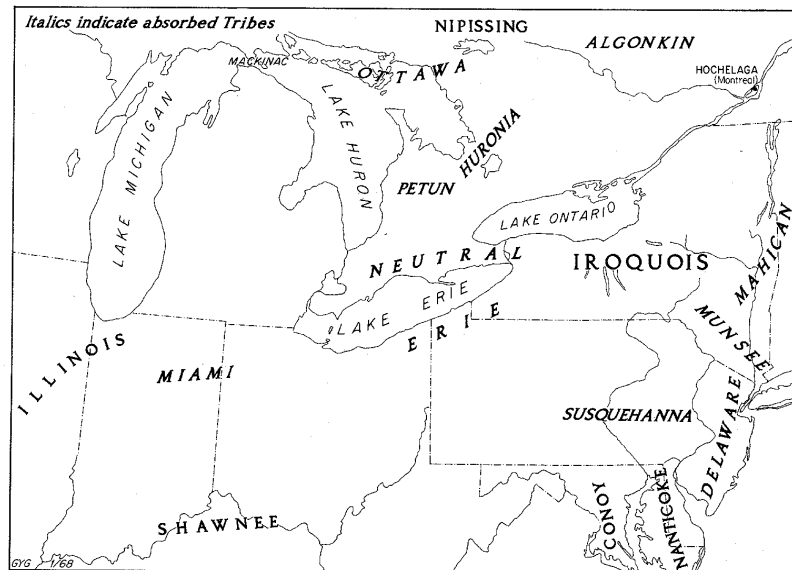 Italics indicate absorbed Tribes
NIPISSING
ALGONKIN
MACKINAC
OTTAWA
HOCHELAGA
(Montreal)
LAKE MICHIGAN
LAKE HURON
HURONIA
PETUN
LAKE ONTARIO
NEUTRAL
IROQUOIS
MAHICAN
LAKE ERIE
ERIE
MUNSEE
ILLINOIS
MIAMI
SUSQUEHANNA
DELAWARE
SHAWNEE
CONOY
NANTICOKE
GYG 1/68